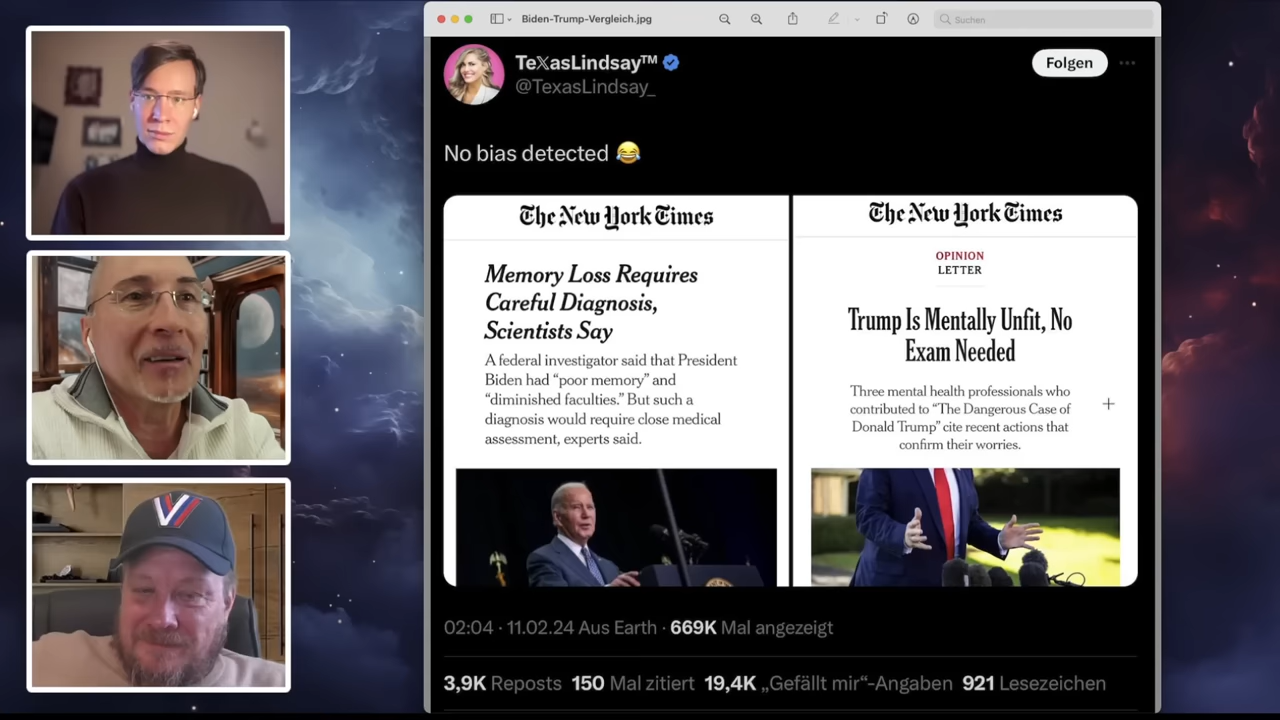 Biden-Trump-Vergleich.jpg
Suchen
Te𝕏asLindsay™
@TexasLindsay_
Folgen
No bias detected 😂
The New York Times
Memory Loss Requires
Careful Diagnosis,
Scientists Say
A federal investigator said that President
Biden had “poor memory” and
“diminished faculties.” But such a
diagnosis would require close medical
assessment, experts said.
The New York Times
OPINION
LETTER
Trump Is Mentally Unfit, No
Exam Needed
Three mental health professionals who
contributed to “The Dangerous Case of
Donald Trump” cite recent actions that
confirm their worries.
02:04 · 11.02.24 Aus Earth · 669K Mal angezeigt
3,9K Reposts 150 Mal zitiert 19,4K „Gefällt mir“-Angaben 921 Lesezeichen